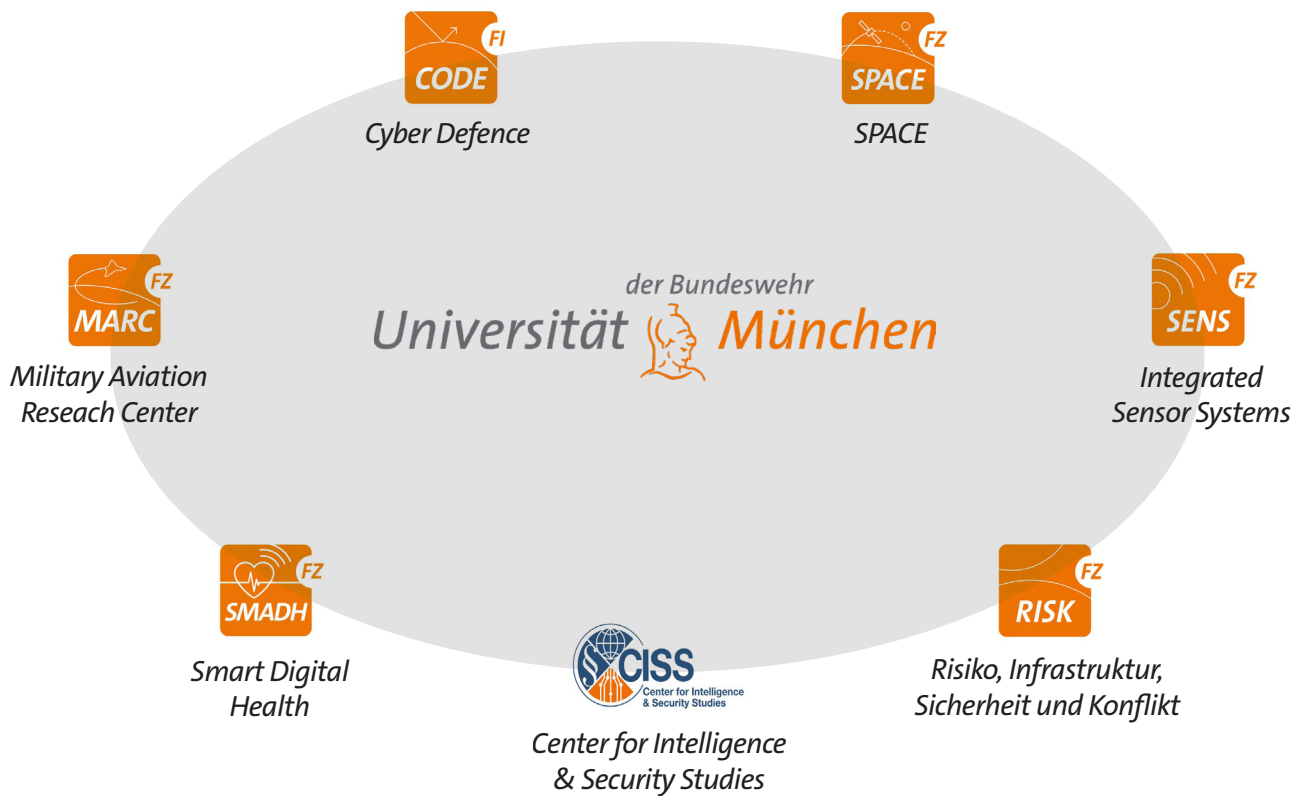 FI
CODE
Cyber Defence
FZ
SPACE
SPACE
FZ
MARC
Military Aviation
Reseach Center
der Bundeswehr
Universität München
FZ
SENS
Integrated
Sensor Systems
FZ
SMADH
Smart Digital
Health
§
CISS
Center for Intelligence
& Security Studies
Center for Intelligence
& Security Studies
FZ
RISK
Risiko, Infrastruktur,
Sicherheit und Konflikt